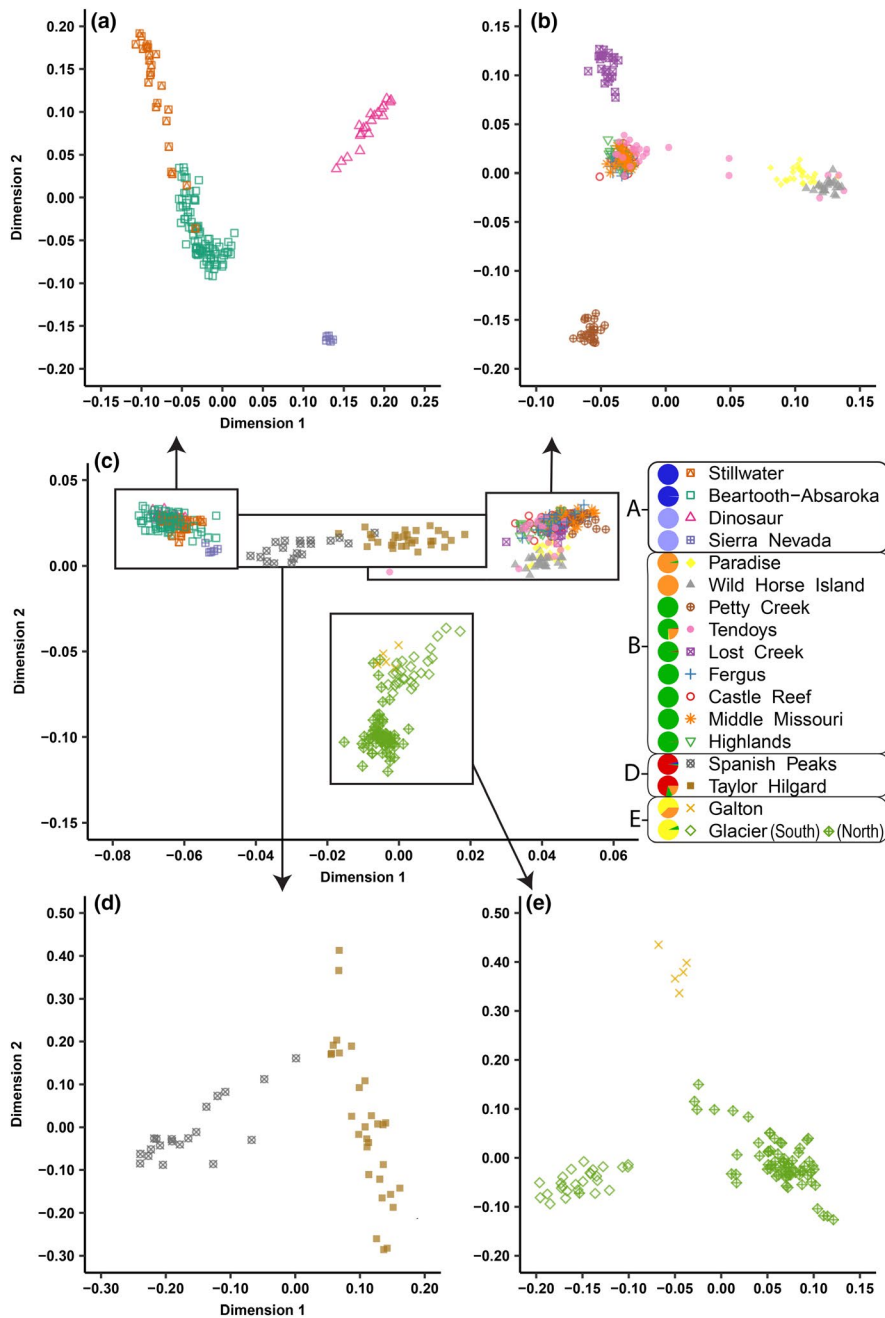 (a)
0.20
0.15
0.10
0.05
0.00
−0.05
−0.10
−0.15
−0.20
Dimension 2
−0.15 −0.10 −0.05 0.00 0.05 0.10 0.15 0.20 0.25
Dimension 1
(b)
0.15
0.10
0.05
0.00
−0.05
−0.10
−0.15
−0.20
−0.10 −0.05 0.00 0.05 0.10 0.15
(c)
0.05
0.00
−0.05
−0.10
−0.15
Dimension 2
−0.08 −0.06 −0.04 −0.02 0.00 0.02 0.04 0.06
Dimension 1
A
Stillwater
Beartooth−Absaroka
Dinosaur
Sierra Nevada
B
Paradise
Wild Horse Island
Petty Creek
Tendoys
Lost Creek
Fergus
Castle Reef
Middle Missouri
Highlands
D
Spanish Peaks
Taylor Hilgard
E
Galton
Glacier (South) (North)
(d)
0.50
0.40
0.30
0.20
0.10
0.00
−0.10
−0.20
−0.30
Dimension 2
−0.30 −0.20 −0.10 0.00 0.10 0.20
Dimension 1
(e)
0.50
0.40
0.30
0.20
0.10
0.00
−0.10
−0.20
−0.20 −0.15 −0.10 −0.05 0.00 0.05 0.10 0.15